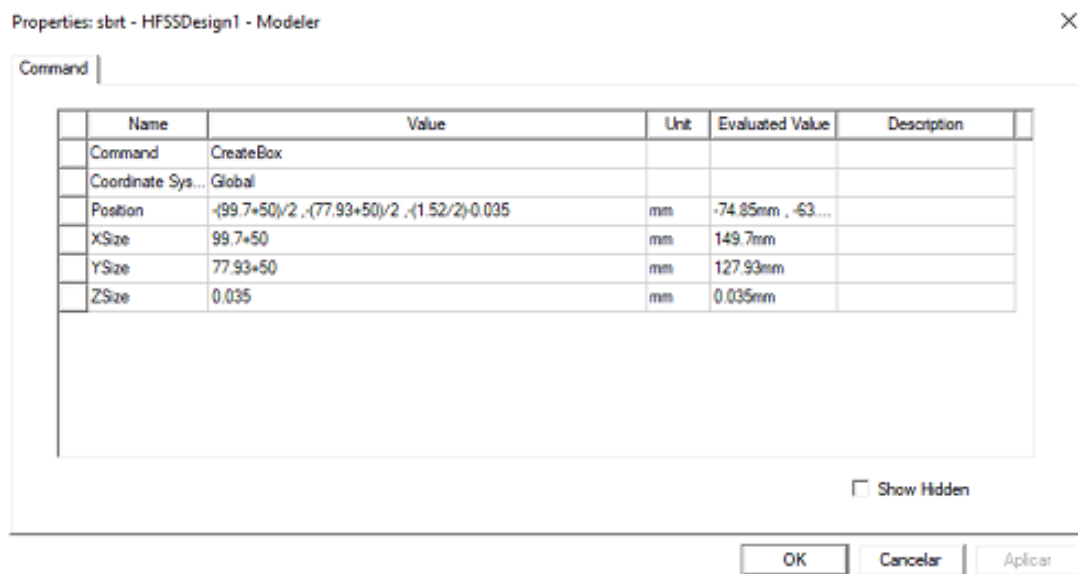 Properties: sbrt - HFSSDesign1 - Modeler
Command
Name Value Unit Evaluated Value Description
Command CreateBox
Coordinate Sys... Global
Position -(99.7+50)/2 ,-(77.93+50)/2 ,-(1.52/2)-0.035 mm -74.85mm , -63....
XSize 99.7+50 mm 149.7mm
YSize 77.93+50 mm 127.93mm
ZSize 0.035 mm 0.035mm
Show Hidden
OK Cancelar Aplicar